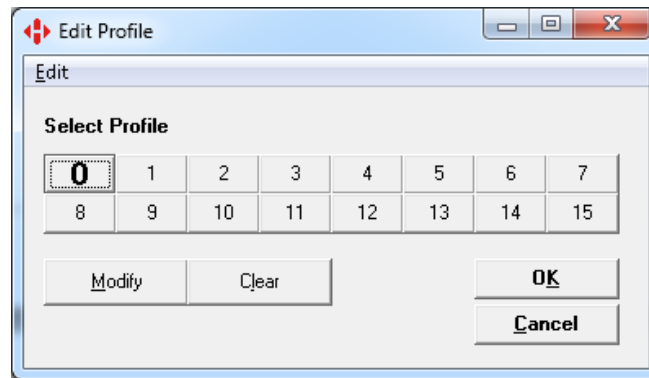 Edit Profile
Edit
Select Profile
0 1 2 3 4 5 6 7
8 9 10 11 12 13 14 15
Modify Clear OK
Cancel